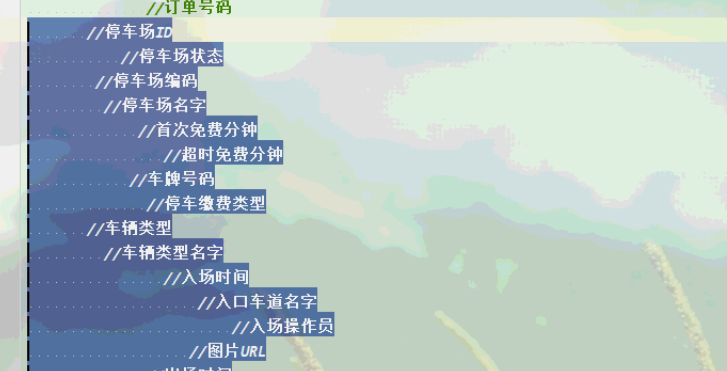 //订单号码
//停车场ID
//停车场状态
//停车场编码
//停车场名字
//首次免费分钟
//超时免费分钟
//车牌号码
//停车缴费类型
//车辆类型
//车辆类型名字
//入场时间
//入口车道名字
//入场操作员
//图片URL
//出场时间